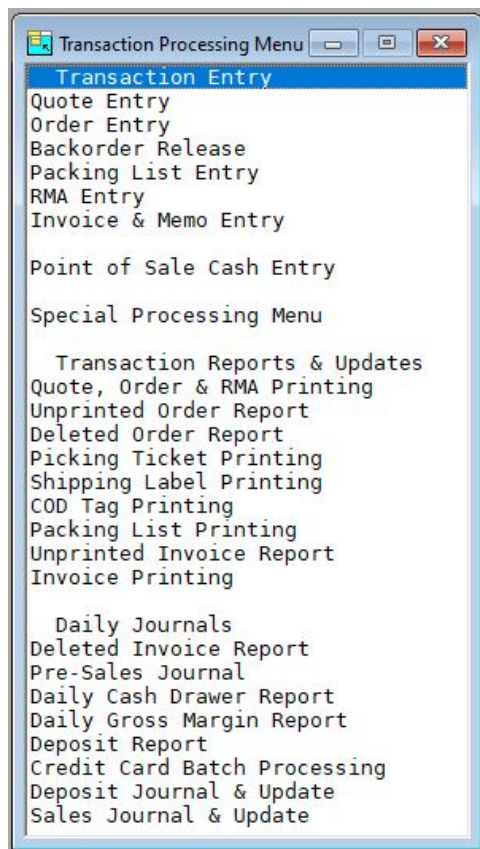 Transaction Processing Menu
Transaction Entry
Quote Entry
Order Entry
Backorder Release
Packing List Entry
RMA Entry
Invoice & Memo Entry
Point of Sale Cash Entry
Special Processing Menu
Transaction Reports & Updates
Quote, Order & RMA Printing
Unprinted Order Report
Deleted Order Report
Picking Ticket Printing
Shipping Label Printing
COD Tag Printing
Packing List Printing
Unprinted Invoice Report
Invoice Printing
Daily Journals
Deleted Invoice Report
Pre-Sales Journal
Daily Cash Drawer Report
Daily Gross Margin Report
Deposit Report
Credit Card Batch Processing
Deposit Journal & Update
Sales Journal & Update